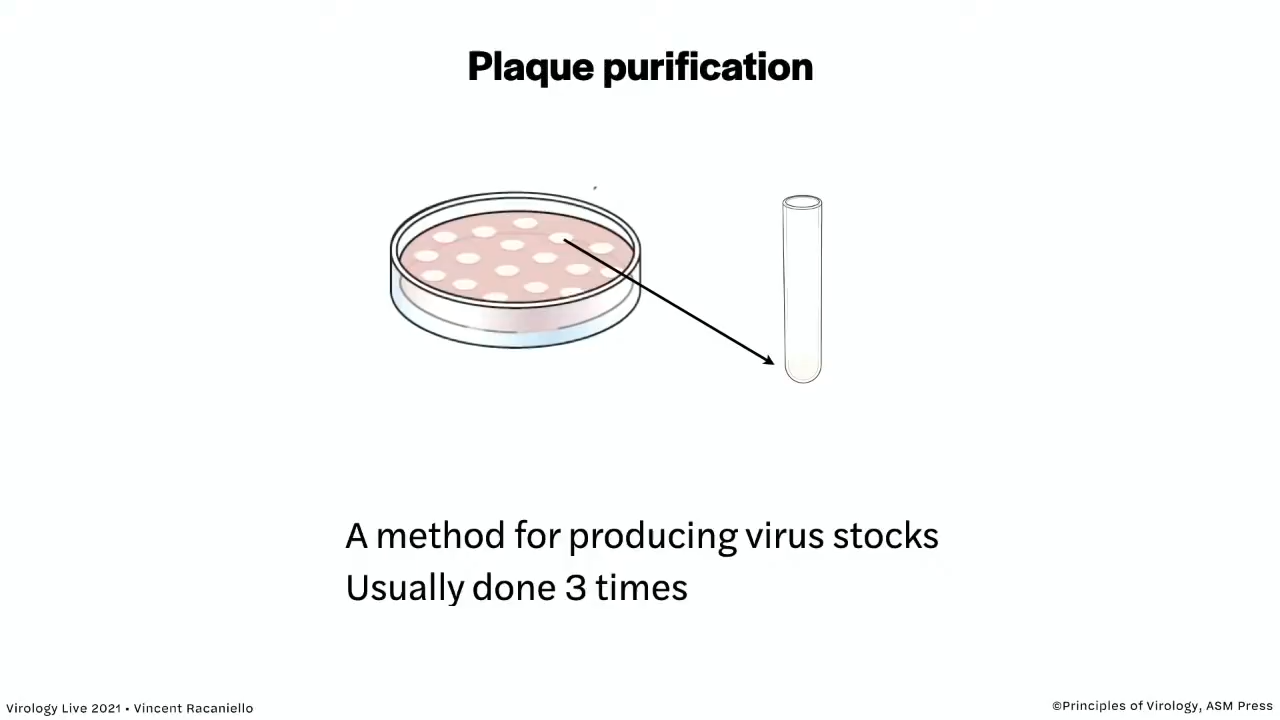 Plaque purification
A method for producing virus stocks
Usually done 3 times
Virology Live 2021 • Vincent Racaniello
©Principles of Virology, ASM Press